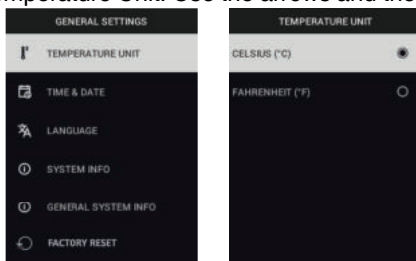 Temperature Unit. Use the arrows and the
GENERAL SETTINGS
TEMPERATURE UNIT
TIME & DATE
LANGUAGE
SYSTEM INFO
GENERAL SYSTEM INFO
FACTORY RESET
TEMPERATURE UNIT
CELSIUS (°C)
FAHRENHEIT (°F)